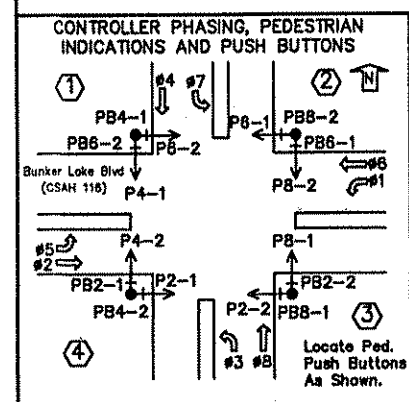 CONTROLLER PHASING, PEDESTRIAN
INDICATIONS AND PUSH BUTTONS
1
ø4
ø7
2
N
PB4-1
PB8-2
PB6-2
P6-2
P6-1
PB6-1
Bunker Lake Blvd
(CSAH 116)
P4-1
P8-2
ø6
ø1
ø5
ø2
P4-2
P8-1
PB2-1
P2-1
PB2-2
PB4-2
P2-2
PB8-1
3
4
ø3
ø8
Locate Ped.
Push Buttons
As Shown.